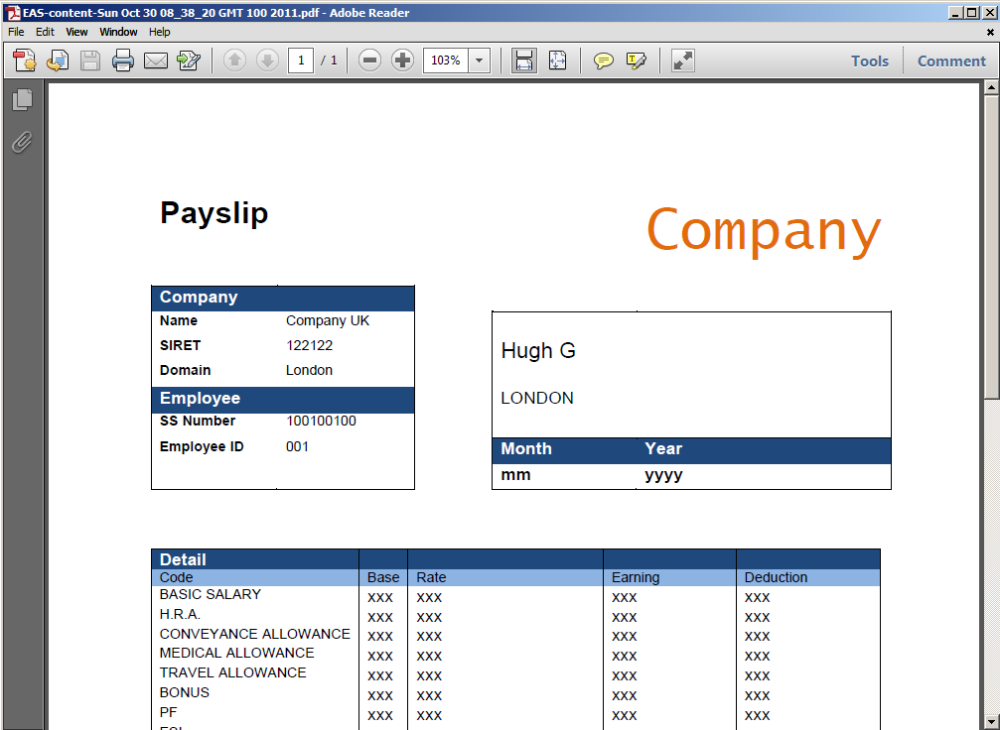 EAS-content-Sun Oct 30 08_38_20 GMT 100 2011.pdf - Adobe Reader
File Edit View Window Help
1 / 1 103% Tools Comment
Payslip
Company
Company
Name Company UK
SIRET 122122
Domain London
Employee
SS Number 100100100
Employee ID 001
Hugh G
LONDON
Month Year
mm yyyy
Detail
Code Base Rate Earning Deduction
BASIC SALARY xxx xxx xxx xxx
H.R.A. xxx xxx xxx xxx
CONVEYANCE ALLOWANCE xxx xxx xxx xxx
MEDICAL ALLOWANCE xxx xxx xxx xxx
TRAVEL ALLOWANCE xxx xxx xxx xxx
BONUS xxx xxx xxx xxx
PF xxx xxx xxx xxx